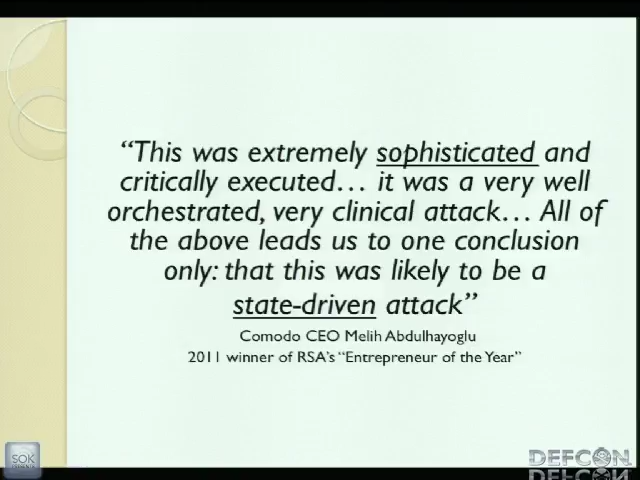 “This was extremely sophisticated and
critically executed… it was a very well
orchestrated, very clinical attack… All of
the above leads us to one conclusion
only: that this was likely to be a
state-driven attack”
Comodo CEO Melih Abdulhayoglu
2011 winner of RSA's “Entrepreneur of the Year”
SOK
DEFCON
DEFCON